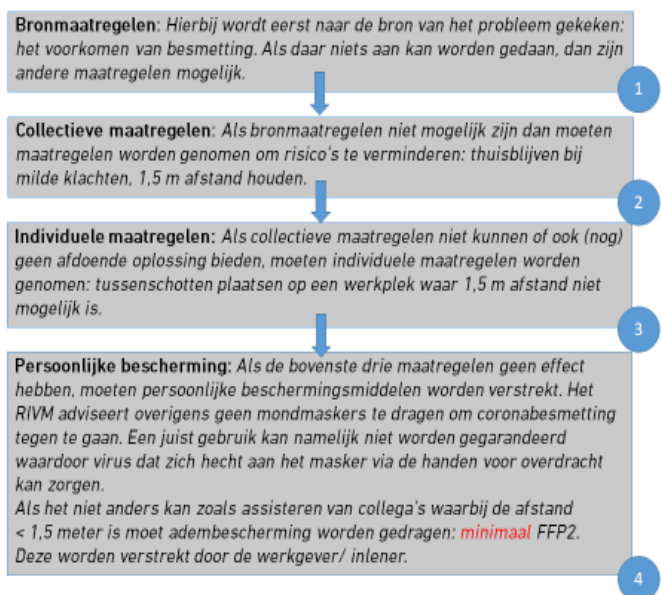 Bronmaatregelen: Hierbij wordt eerst naar de bron van het probleem gekeken:
het voorkomen van besmetting. Als daar niets aan kan worden gedaan, dan zijn
andere maatregelen mogelijk.
1
Collectieve maatregelen: Als bronmaatregelen niet mogelijk zijn dan moeten
maatregelen worden genomen om risico's te verminderen: thuisblijven bij
milde klachten, 1,5 m afstand houden.
2
Individuele maatregelen: Als collectieve maatregelen niet kunnen of ook (nog)
geen afdoende oplossing bieden, moeten individuele maatregelen worden
genomen: tussenschotten plaatsen op een werkplek waar 1,5 m afstand niet
mogelijk is.
3
Persoonlijke bescherming: Als de bovenste drie maatregelen geen effect
hebben, moeten persoonlijke beschermingsmiddelen worden verstrekt. Het
RIVM adviseert overigens geen mondmaskers te dragen om coronabesmetting
tegen te gaan. Een juist gebruik kan namelijk niet worden gegarandeerd
waardoor virus dat zich hecht aan het masker via de handen voor overdracht
kan zorgen.
Als het niet anders kan zoals assisteren van collega's waarbij de afstand
< 1,5 meter is moet adembescherming worden gedragen: minimaal FFP2.
Deze worden verstrekt door de werkgever/ inlener.
4